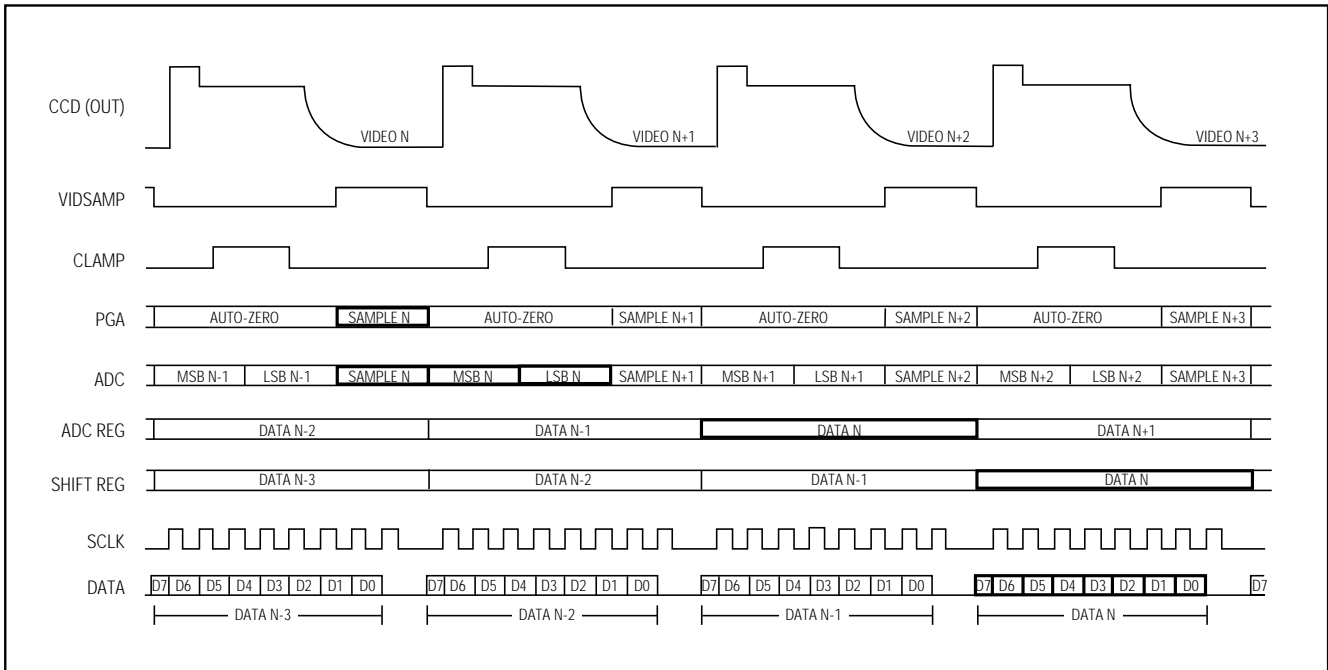 CCD (OUT)
VIDEO N VIDEO N+1 VIDEO N+2 VIDEO N+3
VIDSAMP
CLAMP
PGA AUTO-ZERO SAMPLE N AUTO-ZERO SAMPLE N+1 AUTO-ZERO SAMPLE N+2 AUTO-ZERO SAMPLE N+3
ADC MSB N-1 LSB N-1 SAMPLE N MSB N LSB N SAMPLE N+1 MSB N+1 LSB N+1 SAMPLE N+2 MSB N+2 LSB N+2 SAMPLE N+3
ADC REG DATA N-2 DATA N-1 DATA N DATA N+1
SHIFT REG DATA N-3 DATA N-2 DATA N-1 DATA N
SCLK
DATA D7 D6 D5 D4 D3 D2 D1 D0 D7 D6 D5 D4 D3 D2 D1 D0 D7 D6 D5 D4 D3 D2 D1 D0 D7 D6 D5 D4 D3 D2 D1 D0 D7
DATA N-3 DATA N-2 DATA N-1 DATA N